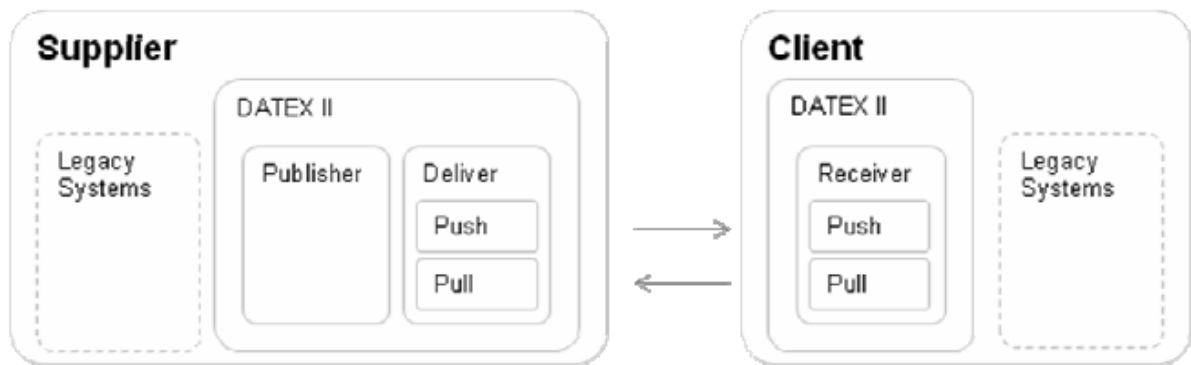 Supplier
DATEX II
Legacy
Systems
Publisher
Deliver
Push
Pull
Client
DATEX II
Receiver
Push
Pull
Legacy
Systems